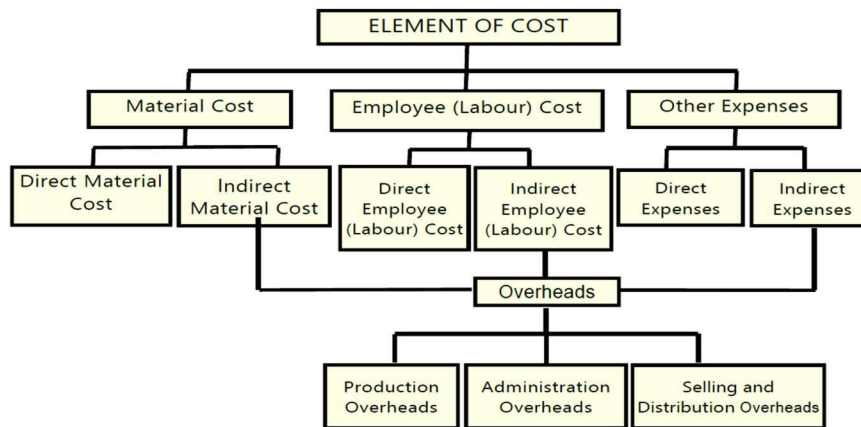 ELEMENT OF COST
Material Cost
Employee (Labour) Cost
Other Expenses
Direct Material
Cost
Indirect
Material Cost
Direct
Employee
(Labour) Cost
Indirect
Employee
(Labour) Cost
Direct
Expenses
Indirect
Expenses
Overheads
Production
Overheads
Administration
Overheads
Selling and
Distribution Overheads